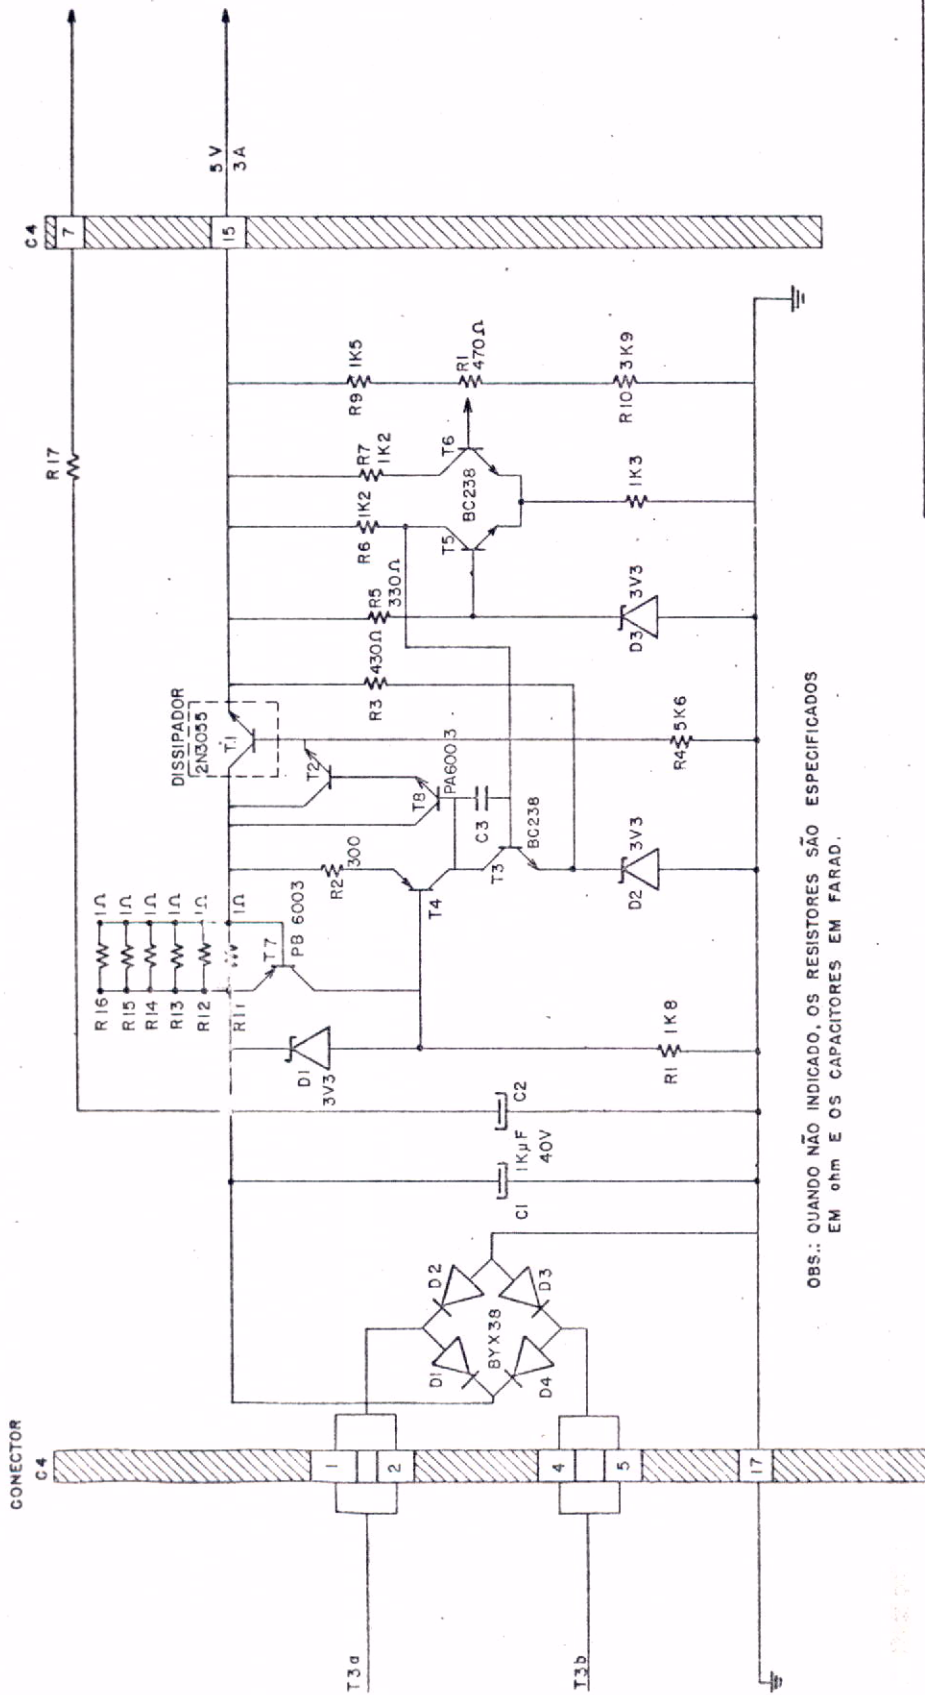 CONECTOR
C4
T3a
T3b
1
2
4
5
17
D1
D2
D3
D4
BYX38
C1
1KµF
40V
C2
D1
3V3
R1
1K8
R16
1Ω
R15
1Ω
R14
1Ω
R13
1Ω
R12
1Ω
R11
1Ω
T7
PB 6003
R2
300
T4
T3
BC238
C3
T8
PA6003
T2
DISSIPADOR
2N3055
T.1
D2
3V3
R4
5K6
R3
430Ω
R5
330Ω
D3
3V3
R6
1K2
R7
1K2
T5
BC238
T6
1K3
R9
1K5
R1
470Ω
R10
3K9
R17
C4
7
15
5V
3A
OBS.: QUANDO NÃO INDICADO, OS RESISTORES SÃO ESPECIFICADOS
EM ohm E OS CAPACITORES EM FARAD.